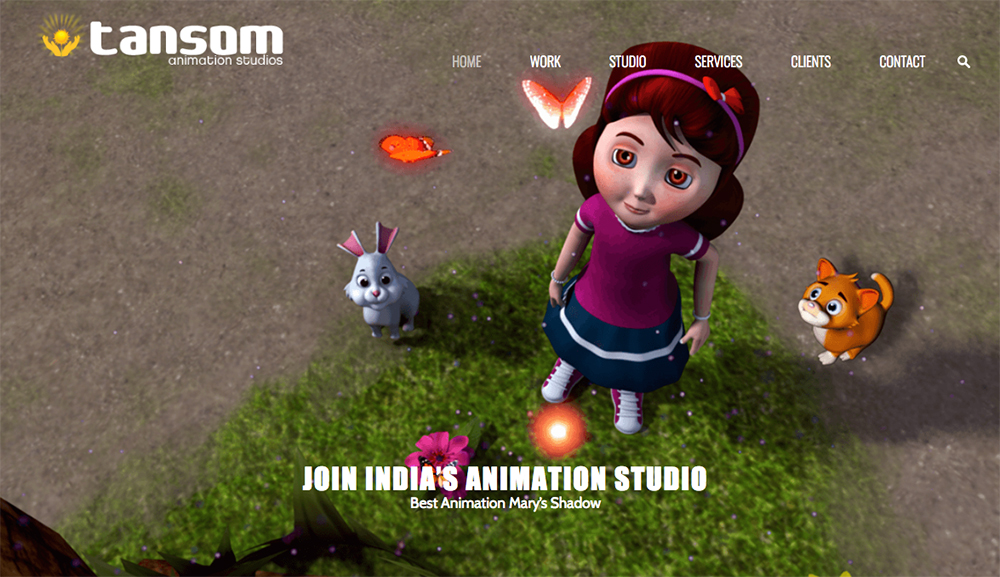 tansom
animation studios
HOME WORK STUDIO SERVICES CLIENTS CONTACT
JOIN INDIA'S ANIMATION STUDIO
Best Animation Mary's Shadow